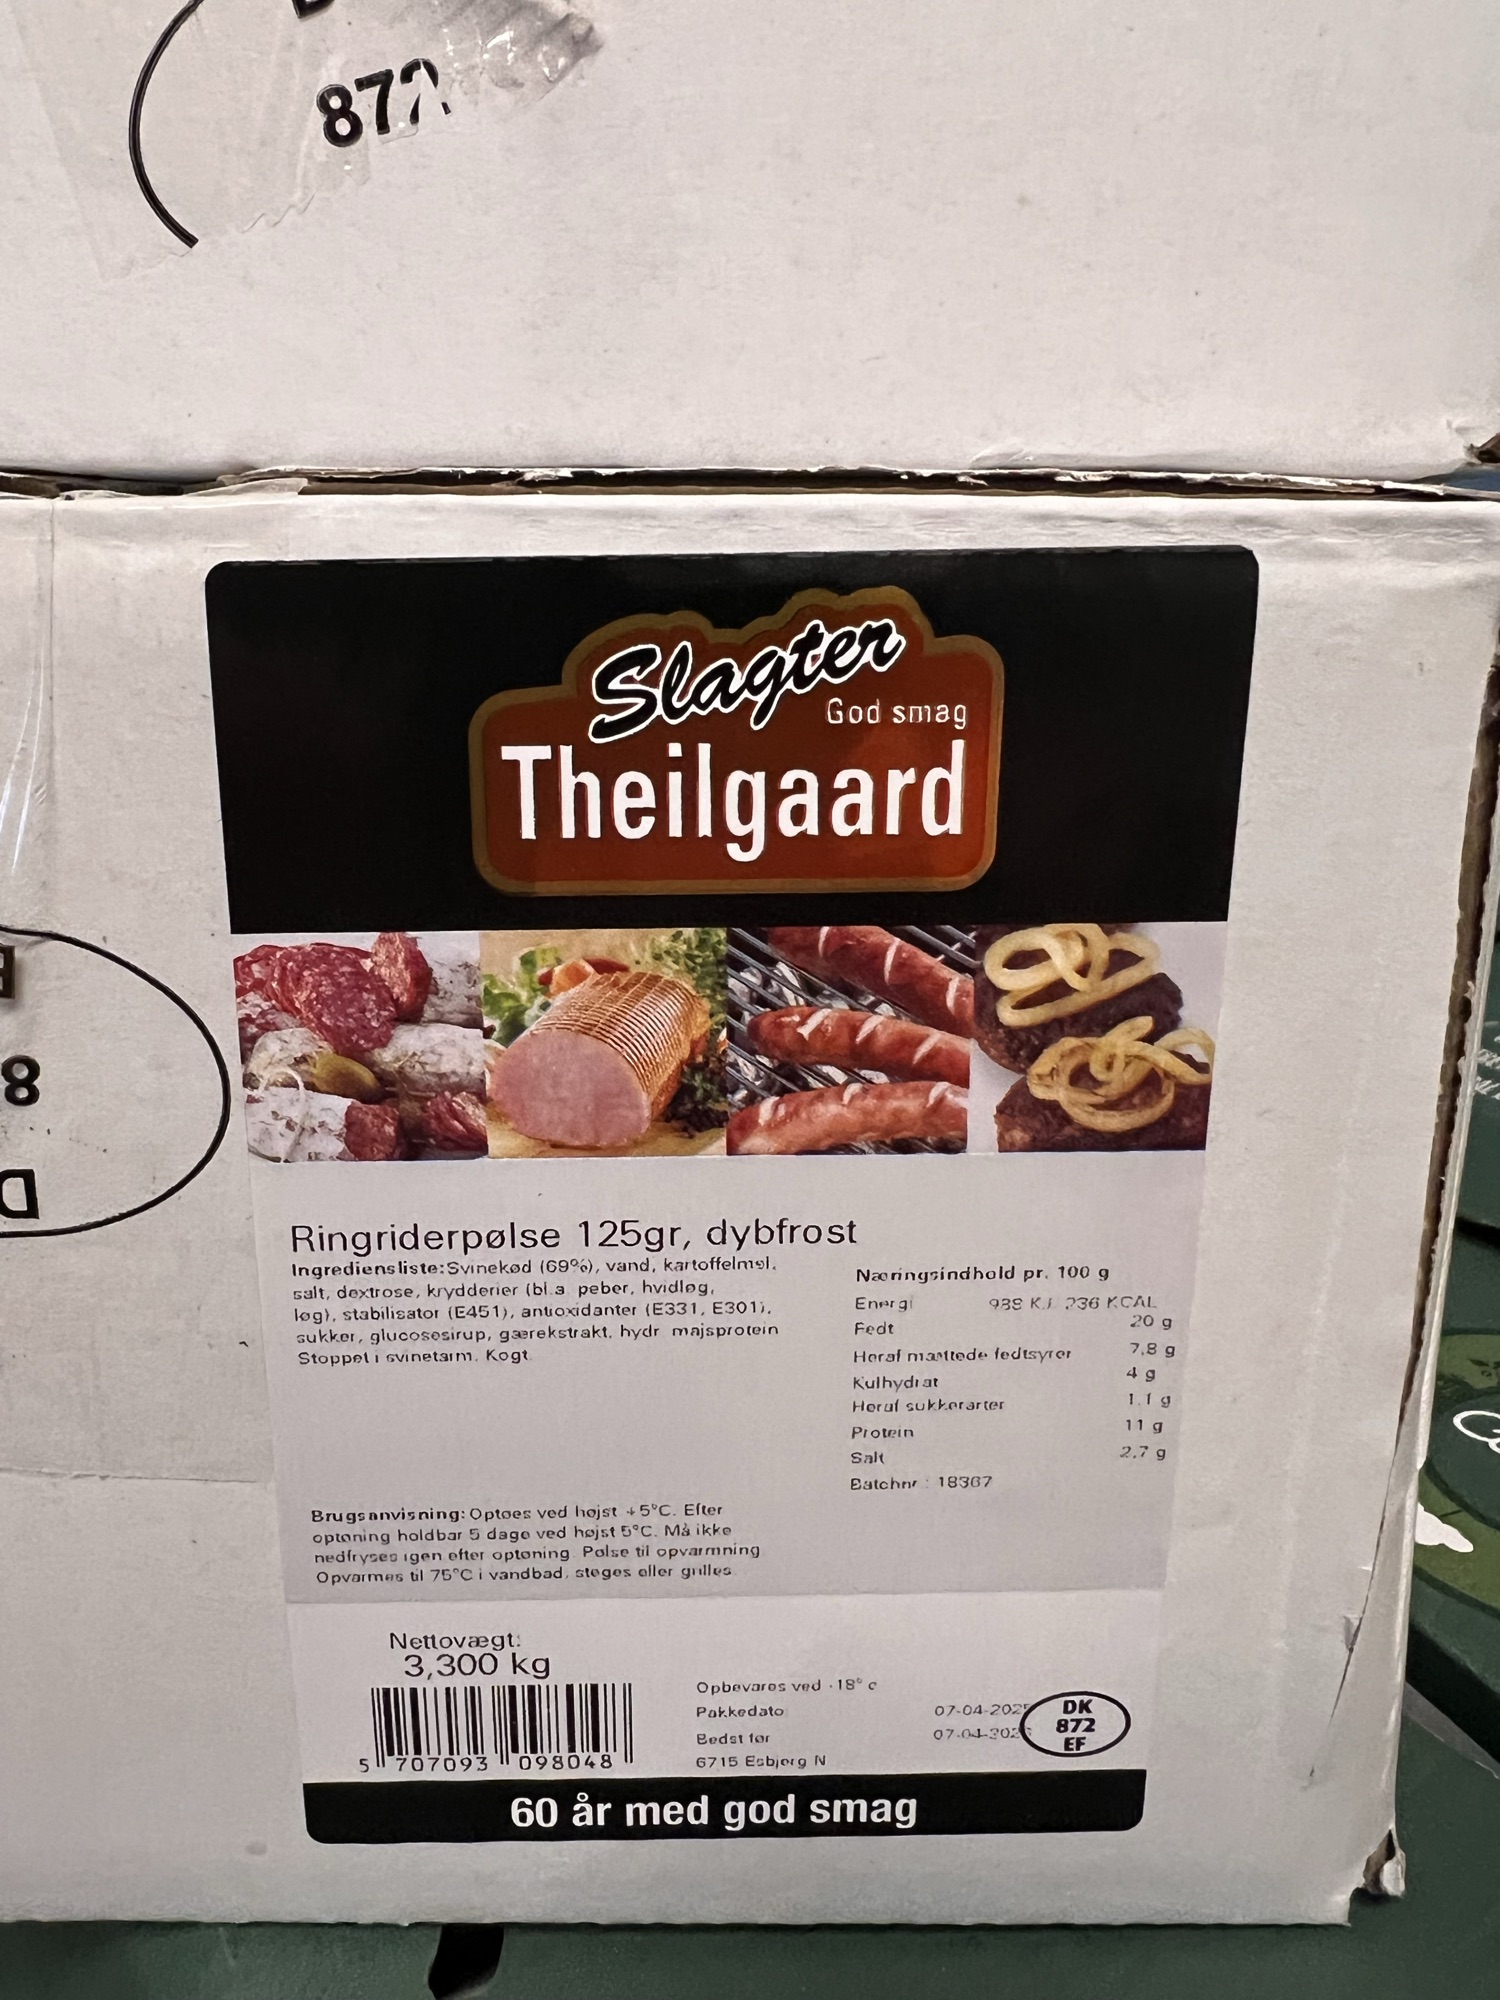 872
Slagter
God smag
Theilgaard
Ringriderpølse 125gr, dybfrost
Ingrediensliste: Svinekød (69%), vand, kartoffelmel,
salt, dextrose, krydderier (bl.a. peber, hvidløg,
løg), stabilisator (E451), antioxidanter (E331, E301),
sukker, glucosesirup, gærekstrakt, hydr majsprotein
Stoppet i svinetarm. Kogt.
Næringsindhold pr. 100 g
Energi KJ 236 KCAL
Fedt 20 g
Heraf mættede fedtsyrer 7,8 g
Kulhydrat 4 g
Heraf sukkerarter 1,1 g
Protein 11 g
Salt 2,7 g
Batchnr : 18367
Brugsanvisning: Optøes ved højst +5°C. Efter
optøning holdbar 5 dage ved højst 5°C. Må ikke
nedfryses igen efter optøning. Pølse til opvarmning
Opvarmes til 75°C i vandbad, steges eller grilles.
Nettovægt:
3,300 kg
5 707093 098048
Opbevares ved -18° c
Pakkedato 07-04-2025
Bedst før 07-04-202
6715 Esbjerg N
DK
872
EF
60 år med god smag
8
D